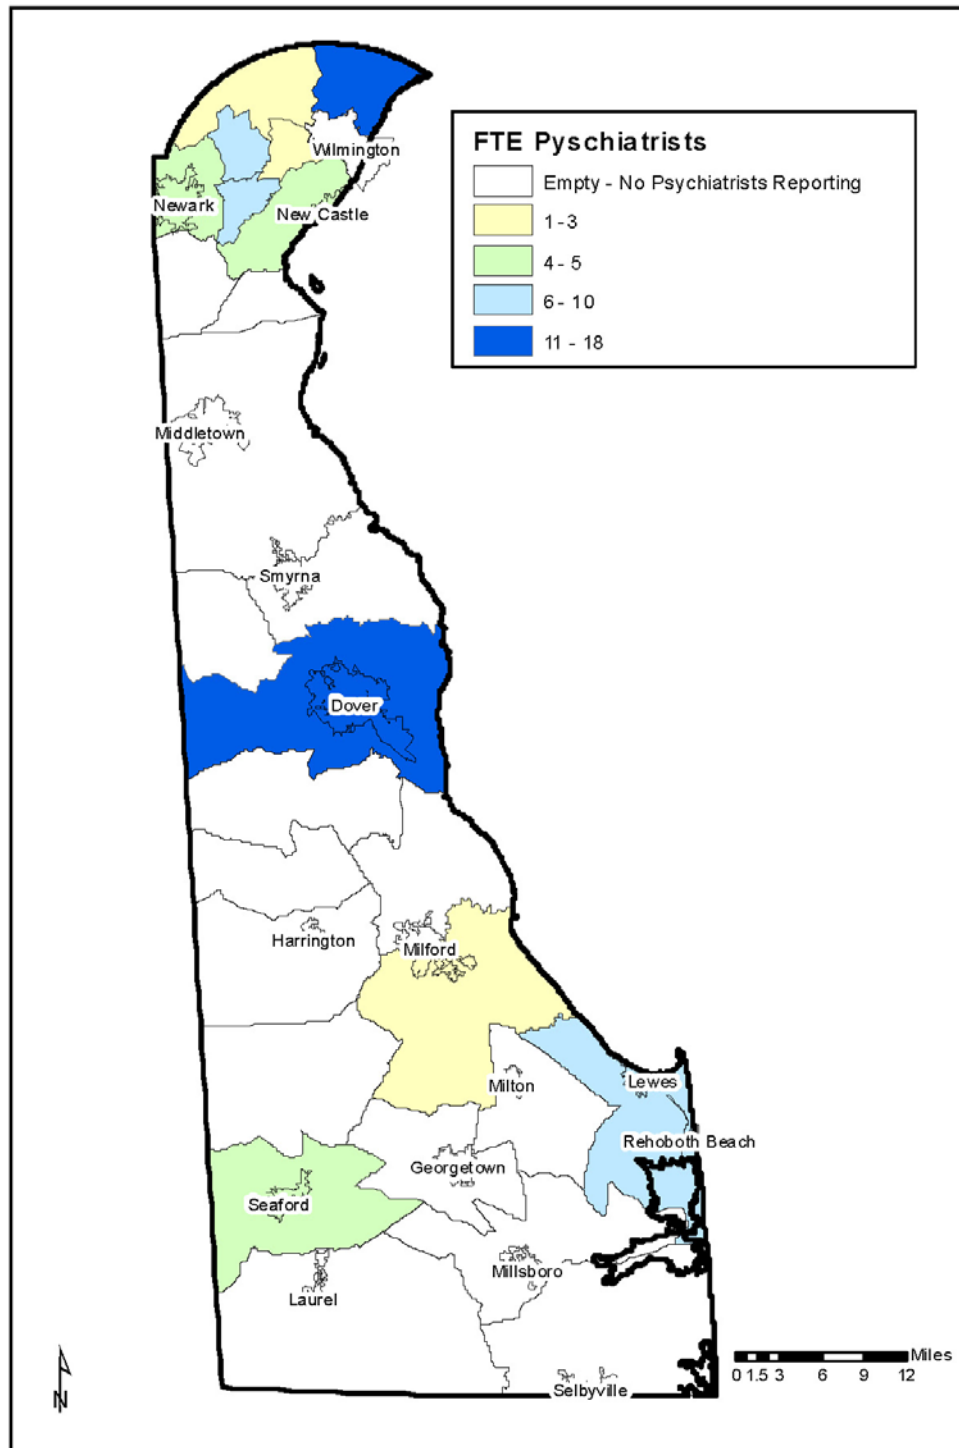 FTE Pyschiatrists
Empty - No Psychiatrists Reporting
1 - 3
4 - 5
6 - 10
11 - 18
Wilmington
Newark
New Castle
Middletown
Smyrna
Dover
Harrington
Milford
Milton
Lewes
Rehoboth Beach
Georgetown
Seaford
Millsboro
Laurel
Selbyville
Miles
0 1.5 3 6 9 12
N